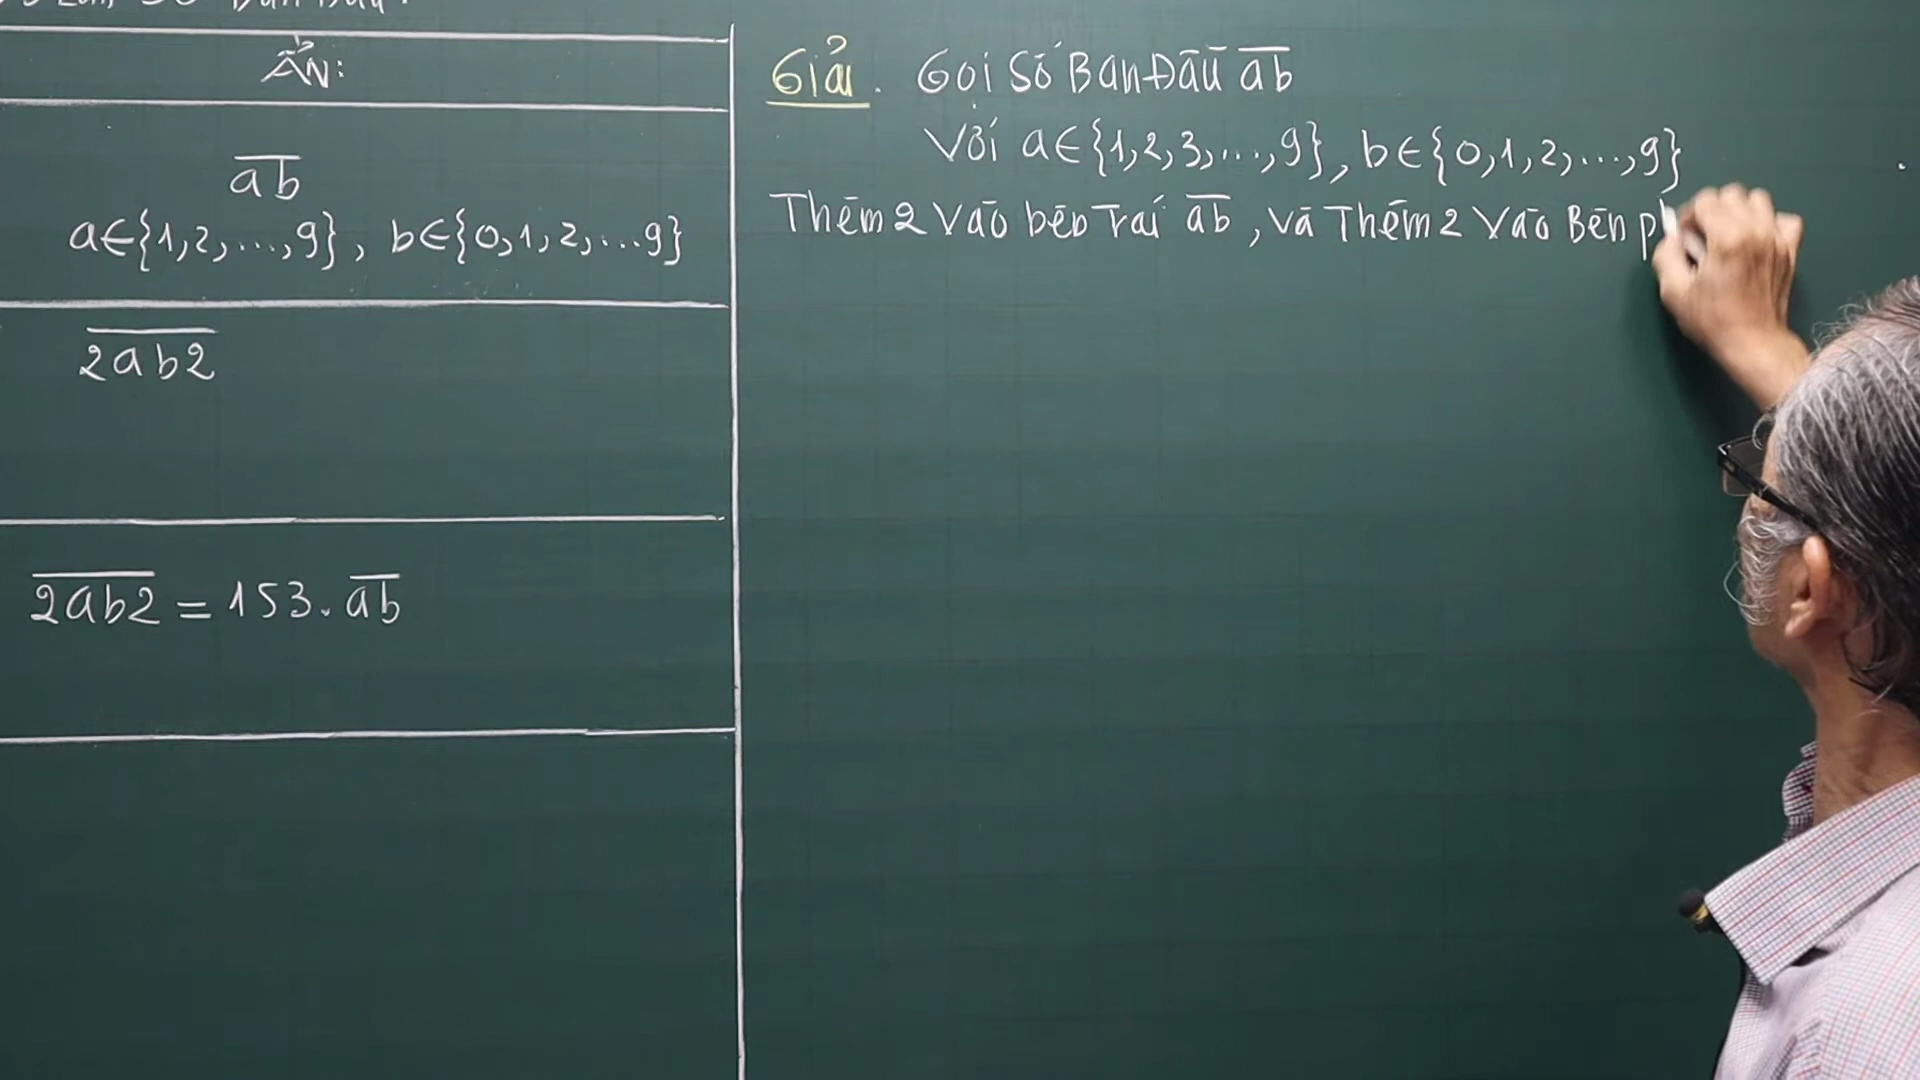 ẨN:
ab
a∈{1,2,...,9}, b∈{0,1,2,...9}
2ab2
2ab2 = 153. ab
Giải. Gọi Số Ban Đầu ab
Với a∈{1,2,3,...,9}, b∈{0,1,2,...,9}
Thêm 2 Vào bên Trái ab, Và Thêm 2 Vào Bên p